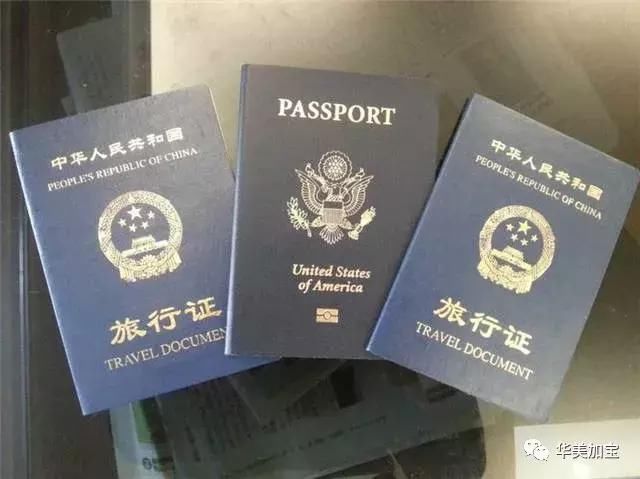 中华人民共和国
PEOPLE'S REPUBLIC OF CHINA
旅行证
TRAVEL DOCUMENT
PASSPORT
United States
of America
中华人民共和国
PEOPLE'S REPUBLIC OF CHINA
旅行证
TRAVEL DOCUMENT
华美加宝